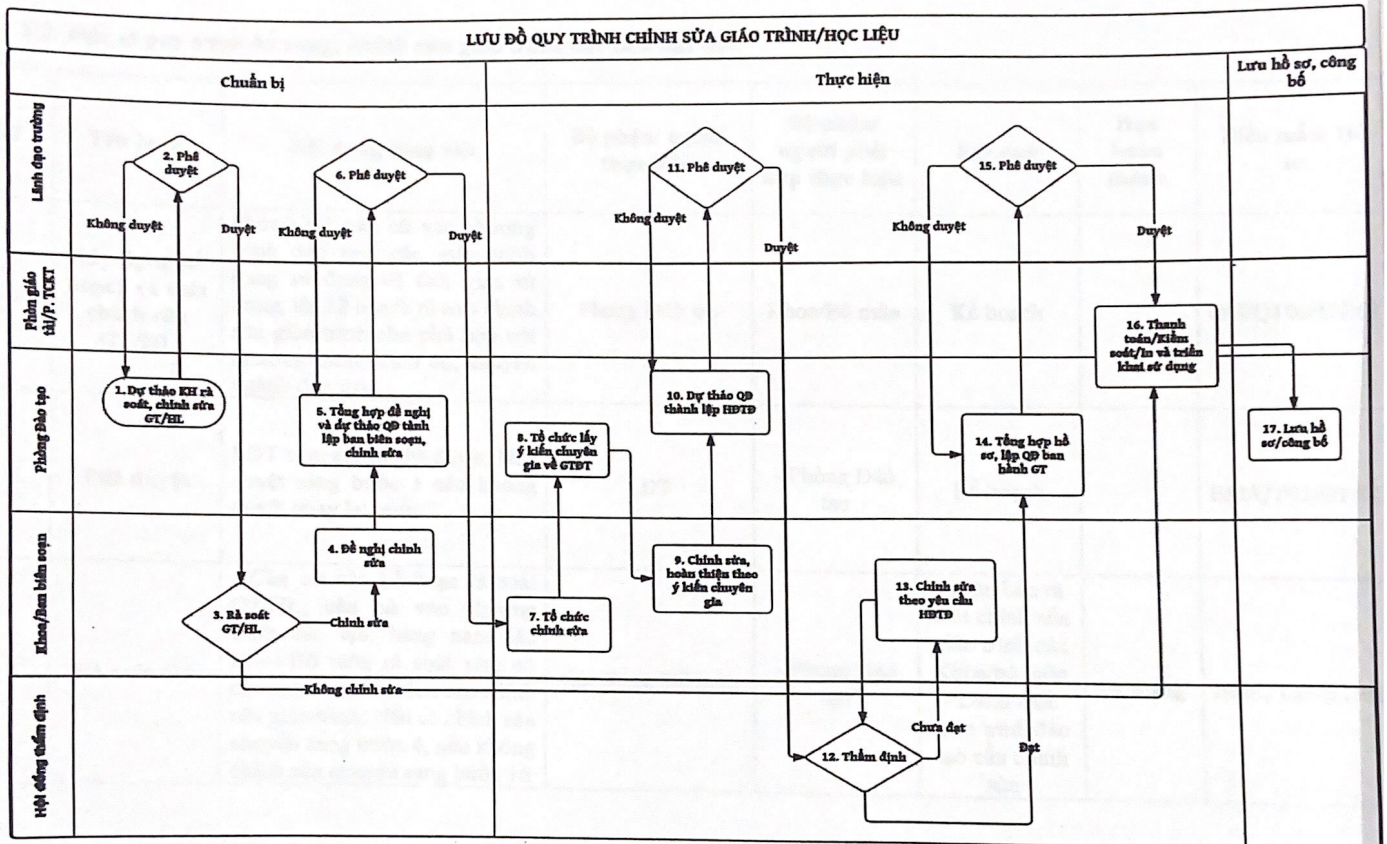 LƯU ĐỒ QUY TRÌNH CHỈNH SỬA GIÁO TRÌNH/HỌC LIỆU
Chuẩn bị
Thực hiện
Lưu hồ sơ, công
bố
Lãnh đạo trường
2. Phê
duyệt
6. Phê duyệt
11. Phê duyệt
15. Phê duyệt
Không duyệt
Duyệt
Không duyệt
Duyệt
Không duyệt
Duyệt
Không duyệt
Duyệt
Phòng giáo
tài/P. TCKT
16. Thanh
toán/Kiểm
soát/In và triển
khai sử dụng
Phòng Đào tạo
1. Dự thảo KH rà
soát, chỉnh sửa
GT/HL
5. Tổng hợp đề nghị
và dự thảo QĐ tành
lập ban biên soạn,
chỉnh sửa
8. Tổ chức lấy
ý kiến chuyên
gia về GTĐT
10. Dự thảo QĐ
thành lập HĐTĐ
14. Tổng hợp hồ
sơ, lập QĐ ban
hành GT
17. Lưu hồ
sơ/công bố
Khoa/Ban biên soạn
3. Rà soát
GT/HL
Chỉnh sửa
4. Đề nghị chỉnh
sửa
7. Tổ chức
chỉnh sửa
9. Chỉnh sửa,
hoàn thiện theo
ý kiến chuyên
gia
13. Chỉnh sửa
theo yêu cầu
HĐTĐ
Không chỉnh sửa
Hội đồng thẩm định
12. Thẩm định
Chưa đạt
Đạt